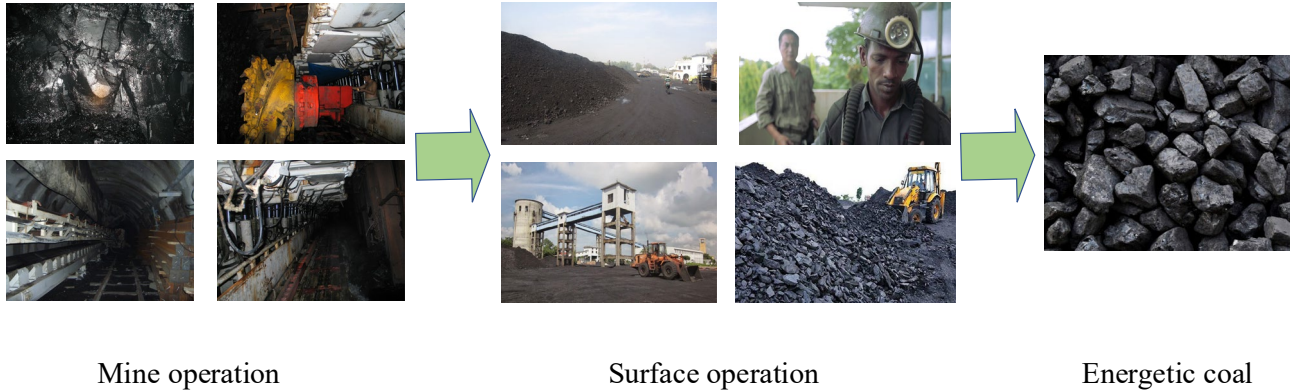 Mine operation
Surface operation
Energetic coal